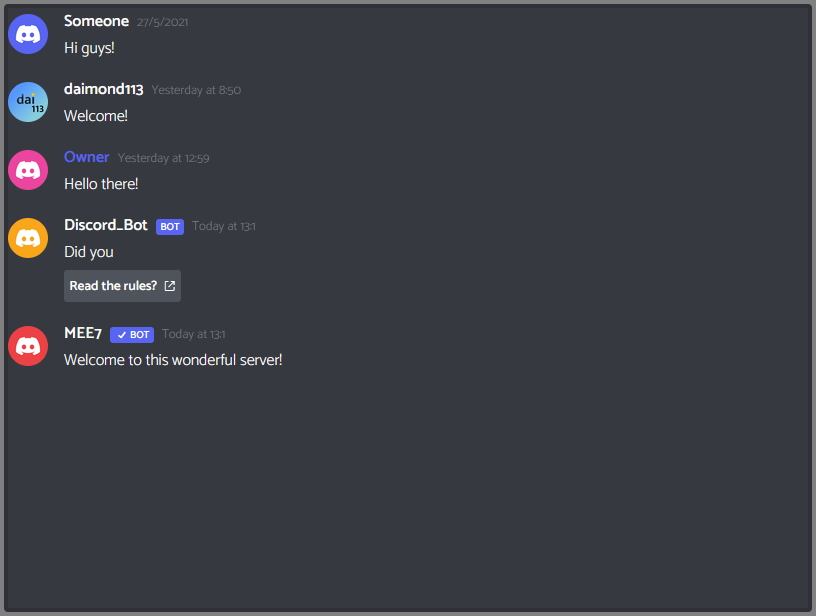 Someone 27/5/2021
Hi guys!
dai
113
daimond113 Yesterday at 8:50
Welcome!
Owner Yesterday at 12:59
Hello there!
Discord_Bot BOT Today at 13:1
Did you
Read the rules?
MEE7 ✓ BOT Today at 13:1
Welcome to this wonderful server!